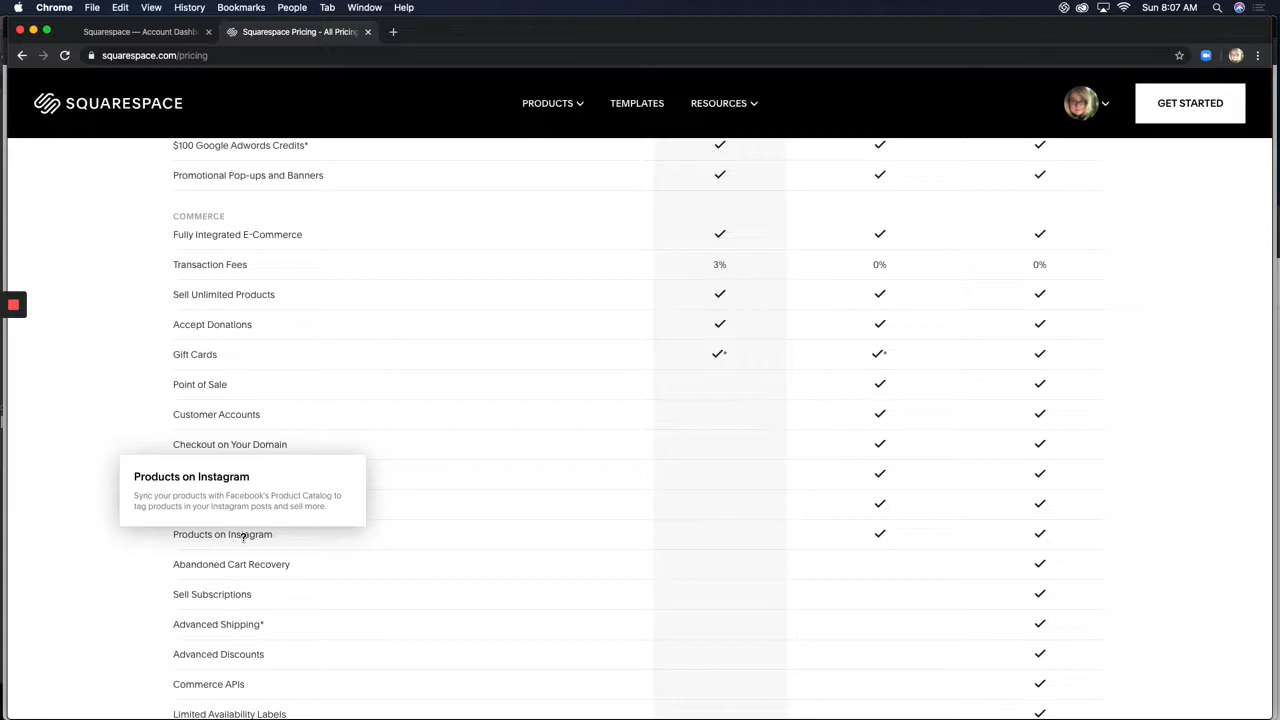 Chrome File Edit View History Bookmarks People Tab Window Help Sun 8:07 AM
Squarespace — Account Dashb
Squarespace Pricing - All Pricing
squarespace.com/pricing
SQUARESPACE
PRODUCTS
TEMPLATES
RESOURCES
GET STARTED
$100 Google Adwords Credits*
Promotional Pop-ups and Banners
COMMERCE
Fully Integrated E-Commerce
Transaction Fees 3% 0% 0%
Sell Unlimited Products
Accept Donations
Gift Cards * *
Point of Sale
Customer Accounts
Checkout on Your Domain
Products on Instagram
Sync your products with Facebook's Product Catalog to
tag products in your Instagram posts and sell more.
Products on Instagram
Abandoned Cart Recovery
Sell Subscriptions
Advanced Shipping*
Advanced Discounts
Commerce APIs
Limited Availability Labels